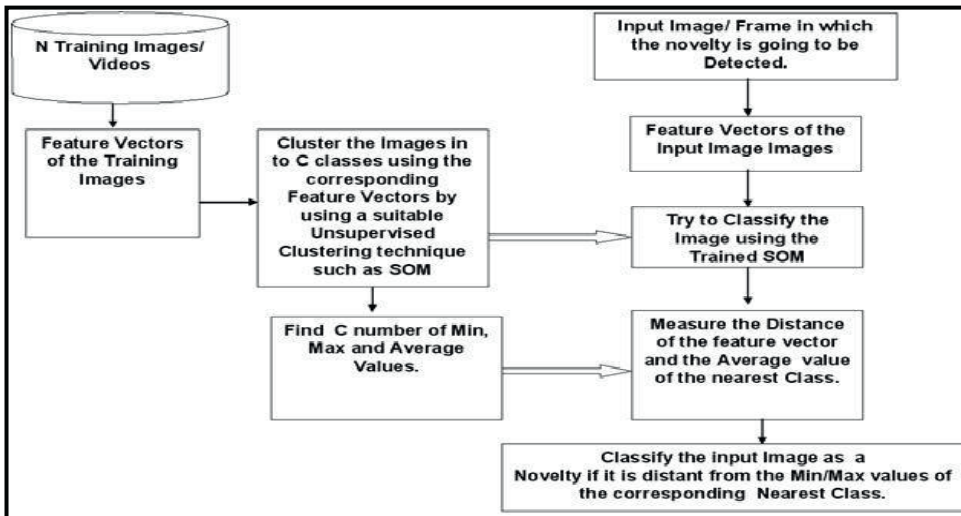 N Training Images/
Videos
Feature Vectors
of the Training
Images
Cluster the Images in
to C classes using the
corresponding
Feature Vectors by
using a suitable
Unsupervised
Clustering technique
such as SOM
Find C number of Min,
Max and Average
Values.
Input Image/ Frame in which
the novelty is going to be
Detected.
Feature Vectors of the
Input Image Images
Try to Classify the
Image using the
Trained SOM
Measure the Distance
of the feature vector
and the Average value
of the nearest Class.
Classify the input Image as a
Novelty if it is distant from the Min/Max values of
the corresponding Nearest Class.